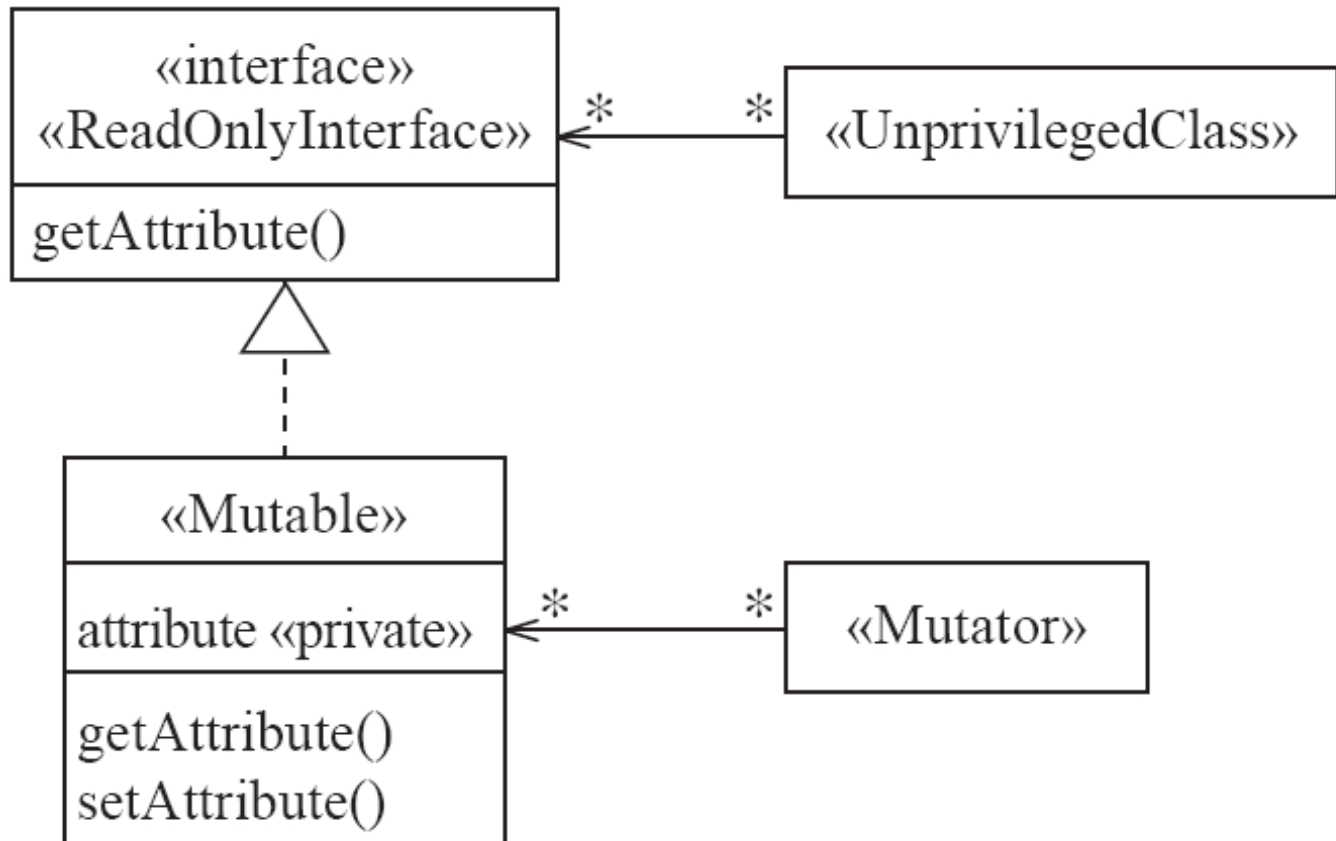 «interface»
«ReadOnlyInterface»
getAttribute()
* *
«UnprivilegedClass»
«Mutable»
attribute «private»
getAttribute()
setAttribute()
* *
«Mutator»